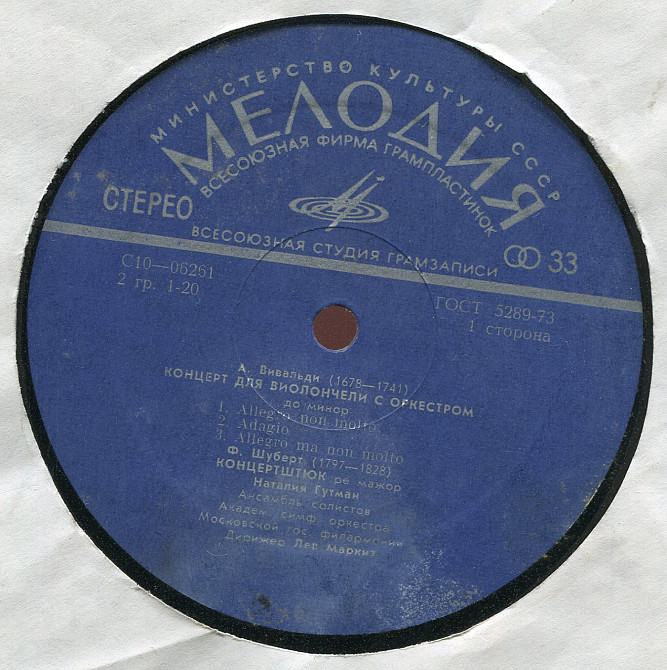 МИНИСТЕРСТВО КУЛЬТУРЫ СССР
МЕЛОДИЯ
ВСЕСОЮЗНАЯ ФИРМА ГРАМПЛАСТИНОК
СТЕРЕО
ВСЕСОЮЗНАЯ СТУДИЯ ГРАМЗАПИСИ
33
С10—06261
2 гр. 1-20
ГОСТ 5289-73
1 сторона
А. Вивальди (1678—1741)
КОНЦЕРТ ДЛЯ ВИОЛОНЧЕЛИ С ОРКЕСТРОМ
до минор
1. Allegro non molto
2. Adagio
3. Allegro ma non molto
Ф. Шуберт (1797—1828)
КОНЦЕРТШТЮК ре мажор
Наталия Гутман
Ансамбль солистов
Академ. симф. оркестра
Московской гос. филармонии
Дирижер Лев Маркиз